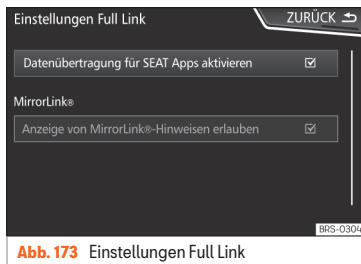 Einstellungen Full Link
ZURÜCK
Datenübertragung für SEAT Apps aktivieren
MirrorLink®
Anzeige von MirrorLink®-Hinweisen erlauben
BRS-0304
Abb. 173 Einstellungen Full Link